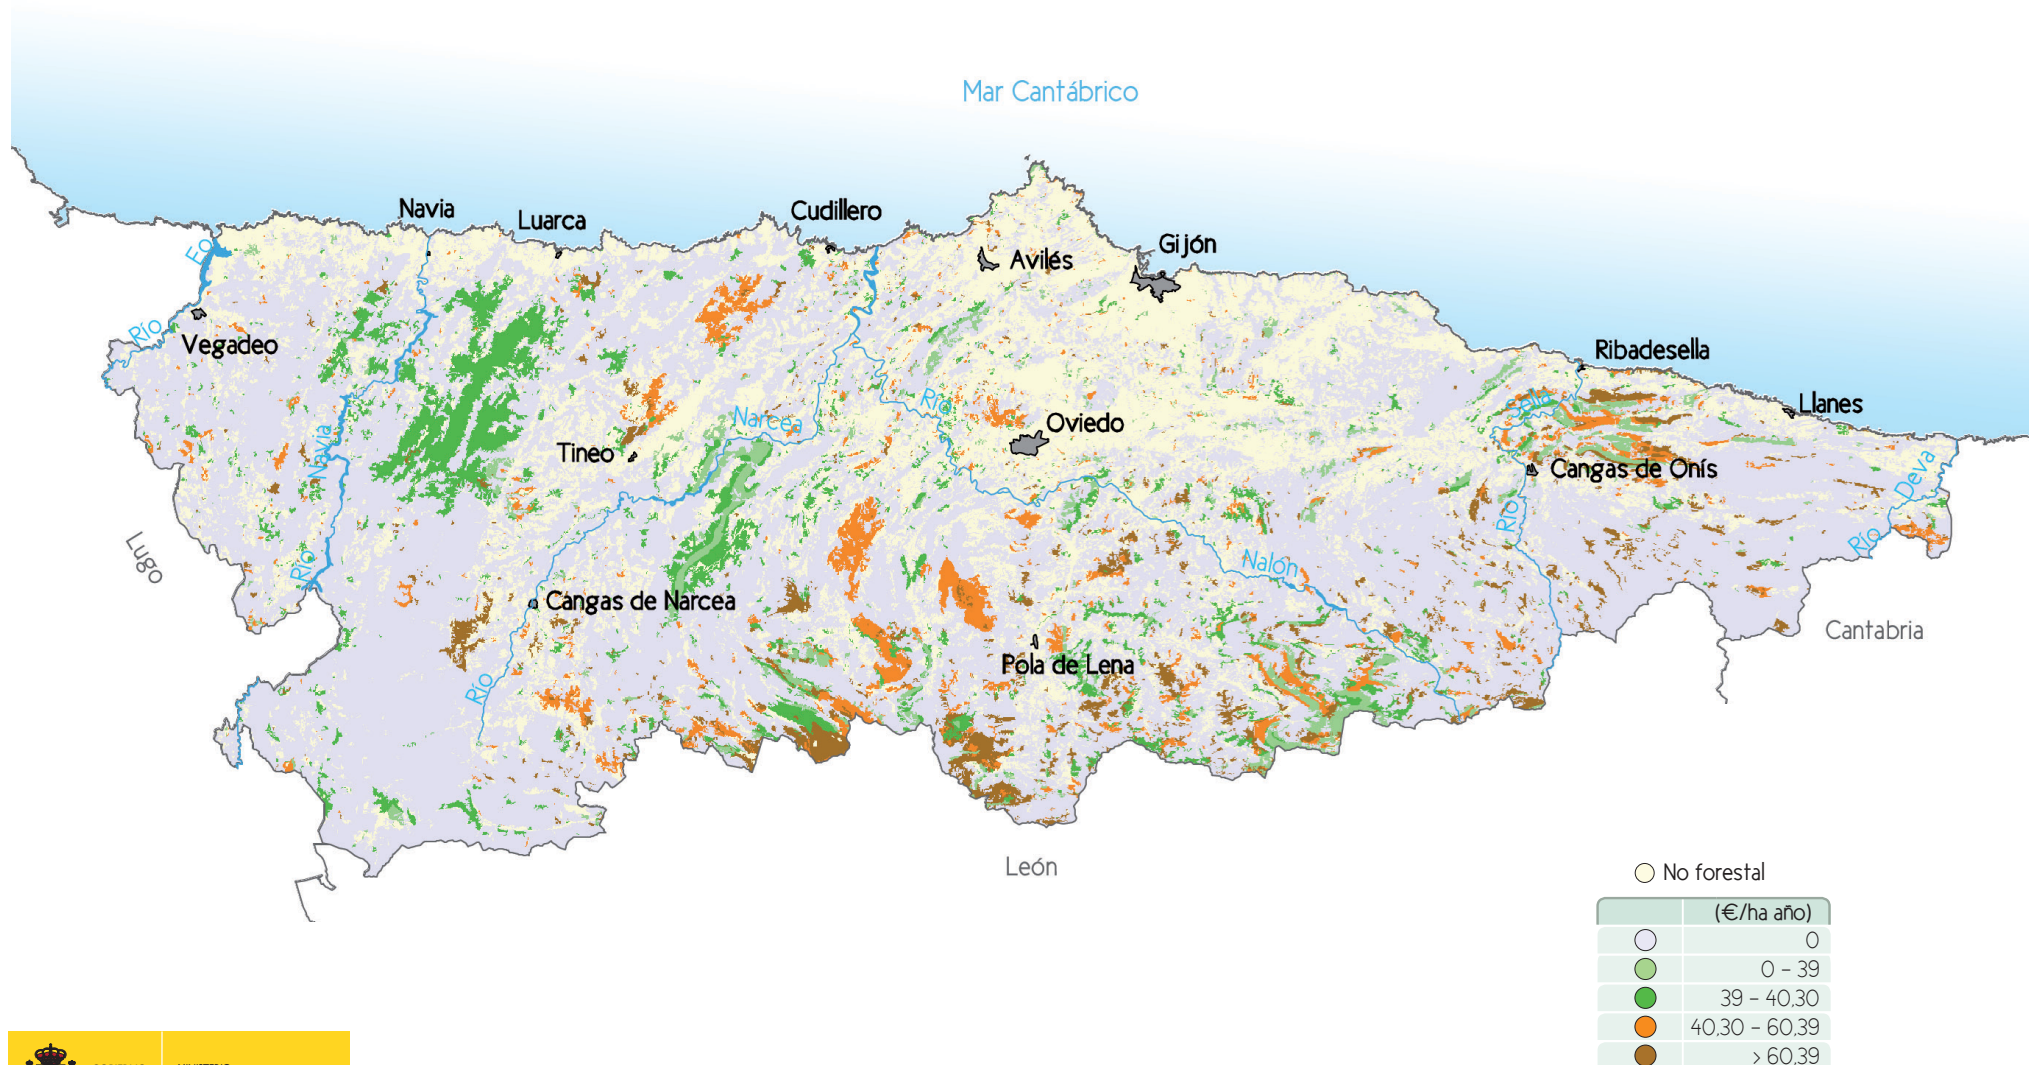 Mar Cantábrico
Navia
Luarca
Cudillero
Avilés
Gijón
Eo
Río
Vegadeo
Ribadesella
Llanes
Sella
Río
Narcea
Oviedo
Tineo
Navia
Cangas de Onís
Deva
Río
Río
Río
Nalón
Lugo
Cangas de Narcea
Cantabria
Pola de Lena
Río
León
No forestal
(€/ha año)
0
0 - 39
39 - 40,30
40,30 - 60,39
> 60,39